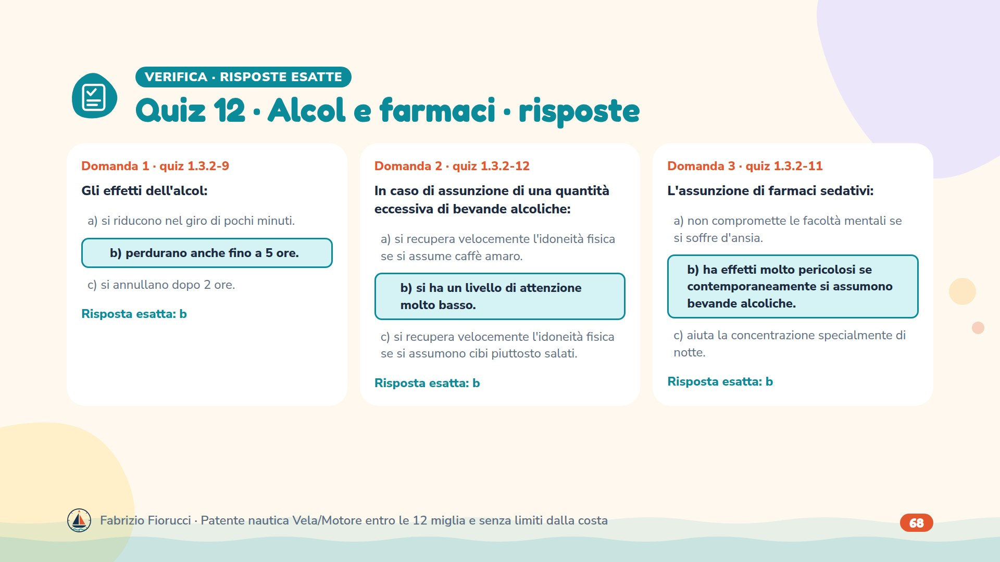 VERIFICA · RISPOSTE ESATTE
Quiz 12 · Alcol e farmaci · risposte
Domanda 1 · quiz 1.3.2-9
Gli effetti dell'alcol:
a) si riducono nel giro di pochi minuti.
b) perdurano anche fino a 5 ore.
c) si annullano dopo 2 ore.
Risposta esatta: b
Domanda 2 · quiz 1.3.2-12
In caso di assunzione di una quantità
eccessiva di bevande alcoliche:
a) si recupera velocemente l'idoneità fisica
se si assume caffè amaro.
b) si ha un livello di attenzione
molto basso.
c) si recupera velocemente l'idoneità fisica
se si assumono cibi piuttosto salati.
Risposta esatta: b
Domanda 3 · quiz 1.3.2-11
L'assunzione di farmaci sedativi:
a) non compromette le facoltà mentali se
si soffre d'ansia.
b) ha effetti molto pericolosi se
contemporaneamente si assumono
bevande alcoliche.
c) aiuta la concentrazione specialmente di
notte.
Risposta esatta: b
Fabrizio Fiorucci · Patente nautica Vela/Motore entro le 12 miglia e senza limiti dalla costa
68